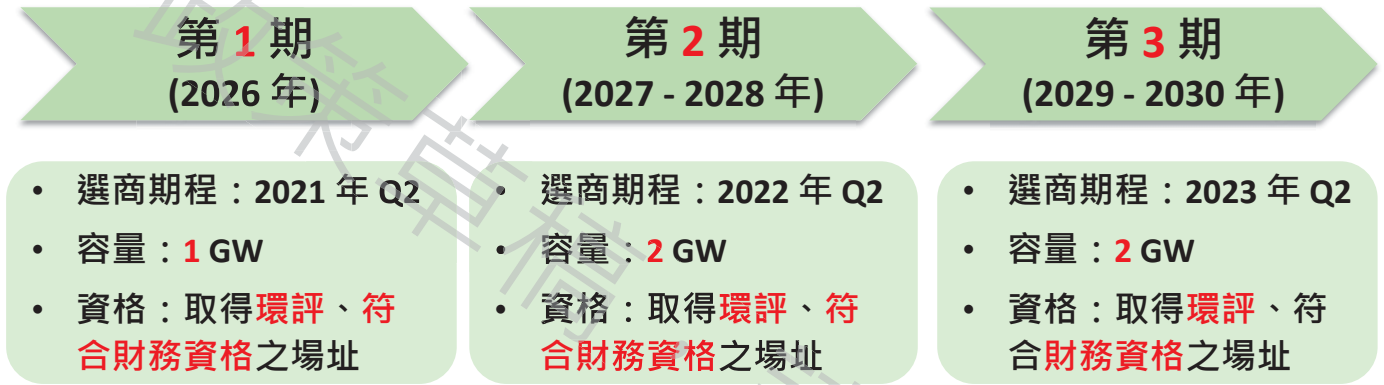 第 1 期
(2026 年)
第 2 期
(2027 - 2028 年)
第 3 期
(2029 - 2030 年)
• 選商期程：2021 年 Q2
• 容量：1 GW
• 資格：取得環評、符
合財務資格之場址
• 選商期程：2022 年 Q2
• 容量：2 GW
• 資格：取得環評、符
合財務資格之場址
• 選商期程：2023 年 Q2
• 容量：2 GW
• 資格：取得環評、符
合財務資格之場址
政策草稿